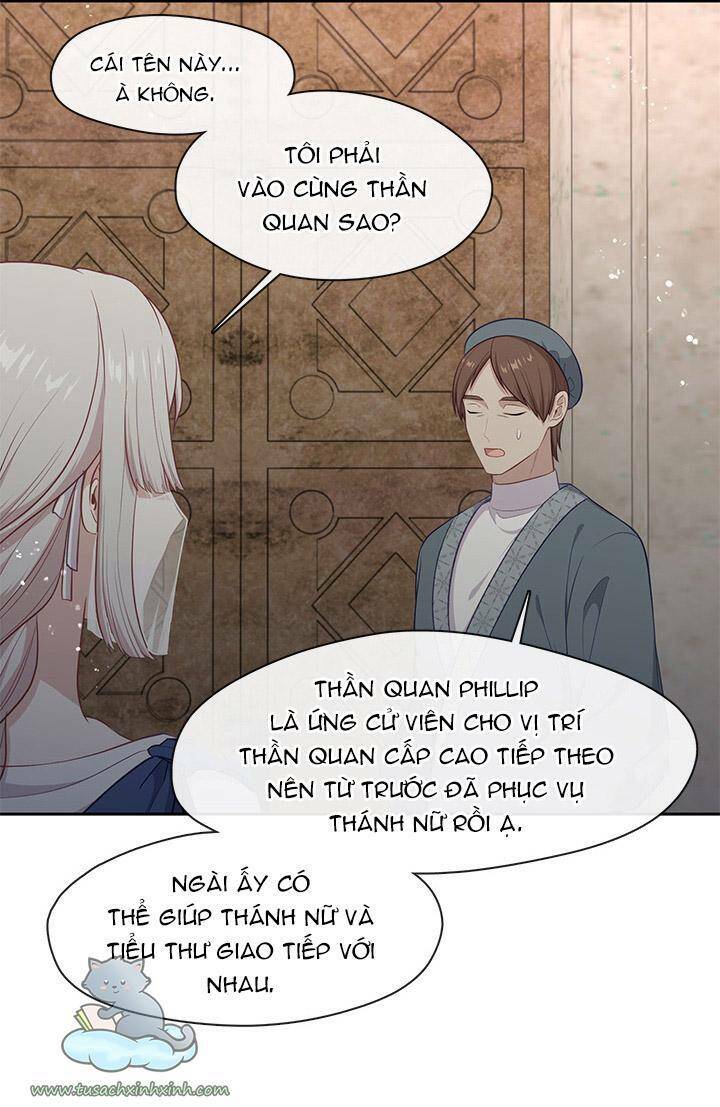 CÁI TÊN NÀY...
À KHÔNG.
TÔI PHẢI
VÀO CÙNG THẦN
QUAN SAO?
THẦN QUAN PHILLIP
LÀ ỨNG CỬ VIÊN CHO VỊ TRÍ
THẦN QUAN CẤP CAO TIẾP THEO
NÊN TỪ TRƯỚC ĐÃ PHỤC VỤ
THÁNH NỮ RỒI Ạ.
NGÀI ẤY CÓ
THỂ GIÚP THÁNH NỮ VÀ
TIỂU THƯ GIAO TIẾP VỚI
NHAU.
www.tusachxinhxinh.com